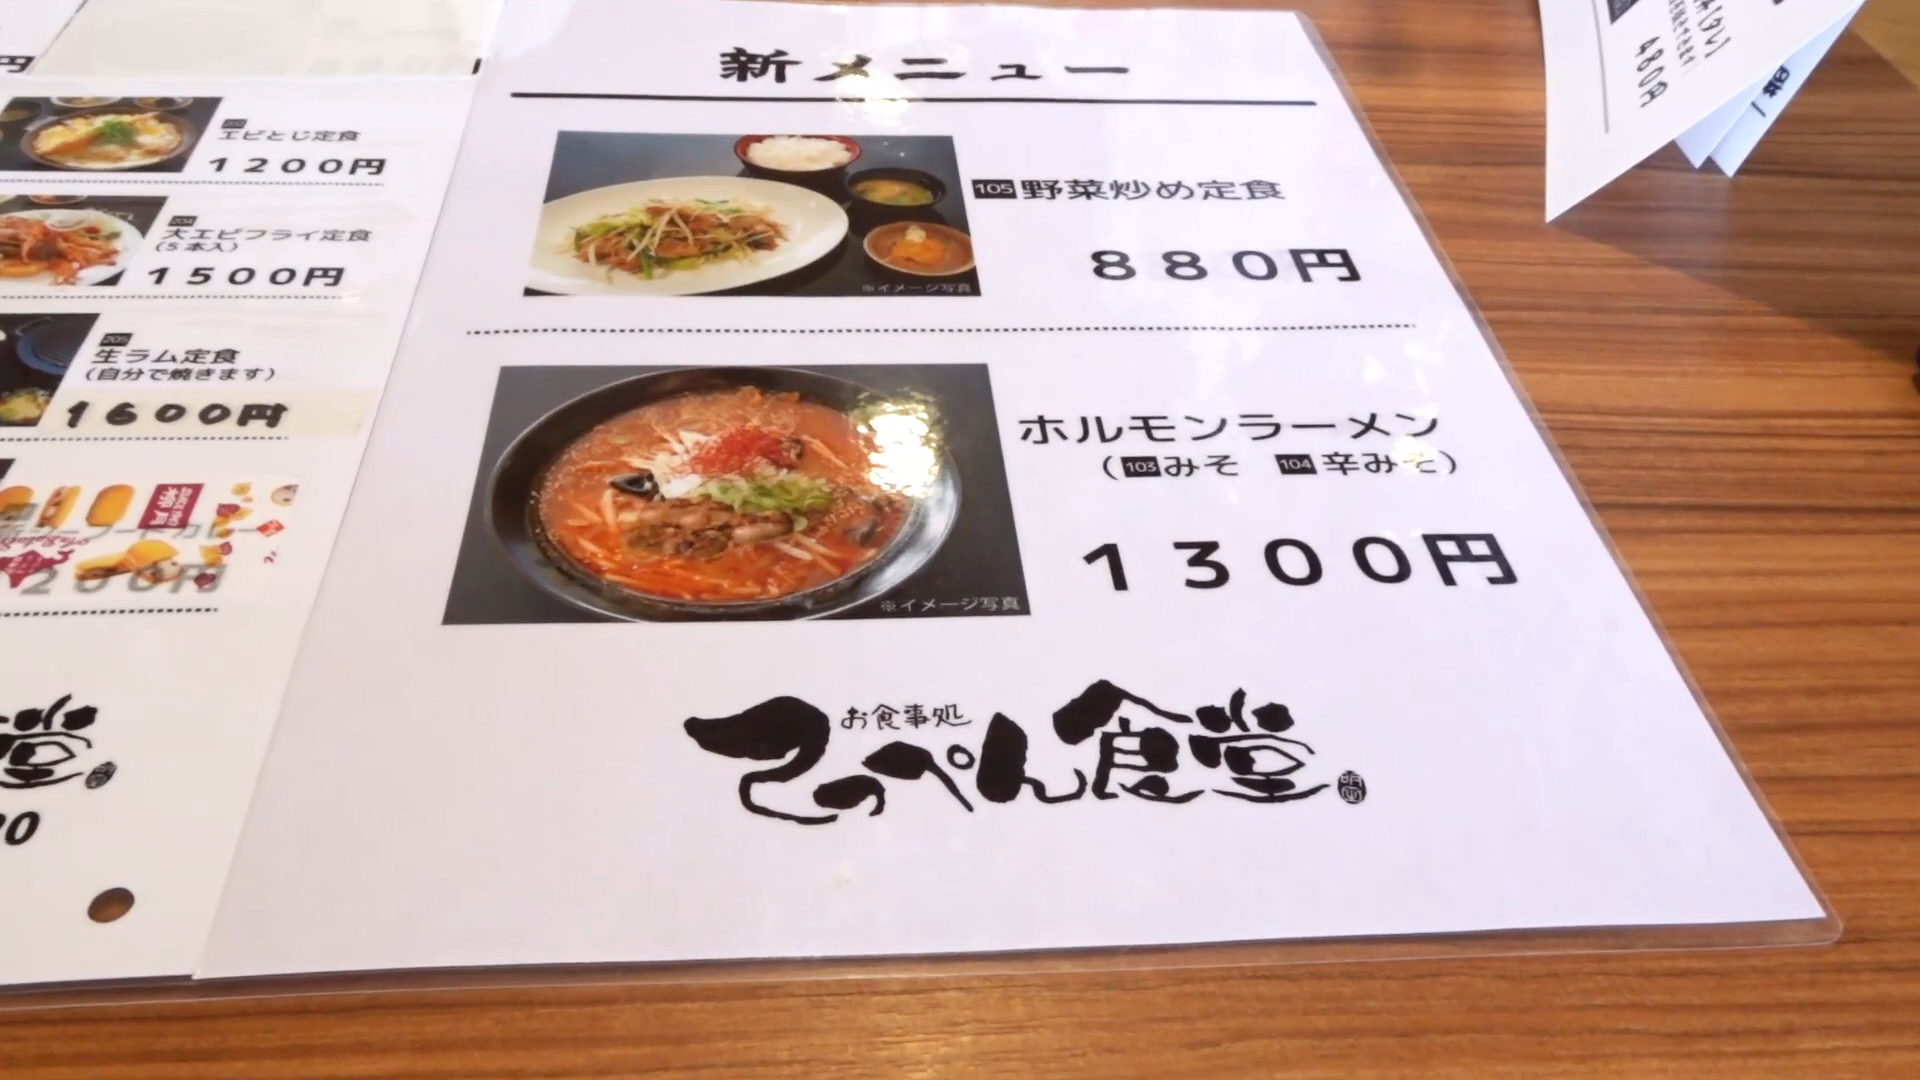 円
202
エビとじ定食
1200円
204
大エビフライ定食
(5本入)
1500円
205
生ラム定食
(自分で焼きます)
1600円
堂
新メニュー
105 野菜炒め定食
880円
※イメージ写真
ホルモンラーメン
(103 みそ 104 辛みそ)
1300円
※イメージ写真
お食事処
てっぺん食堂
480円